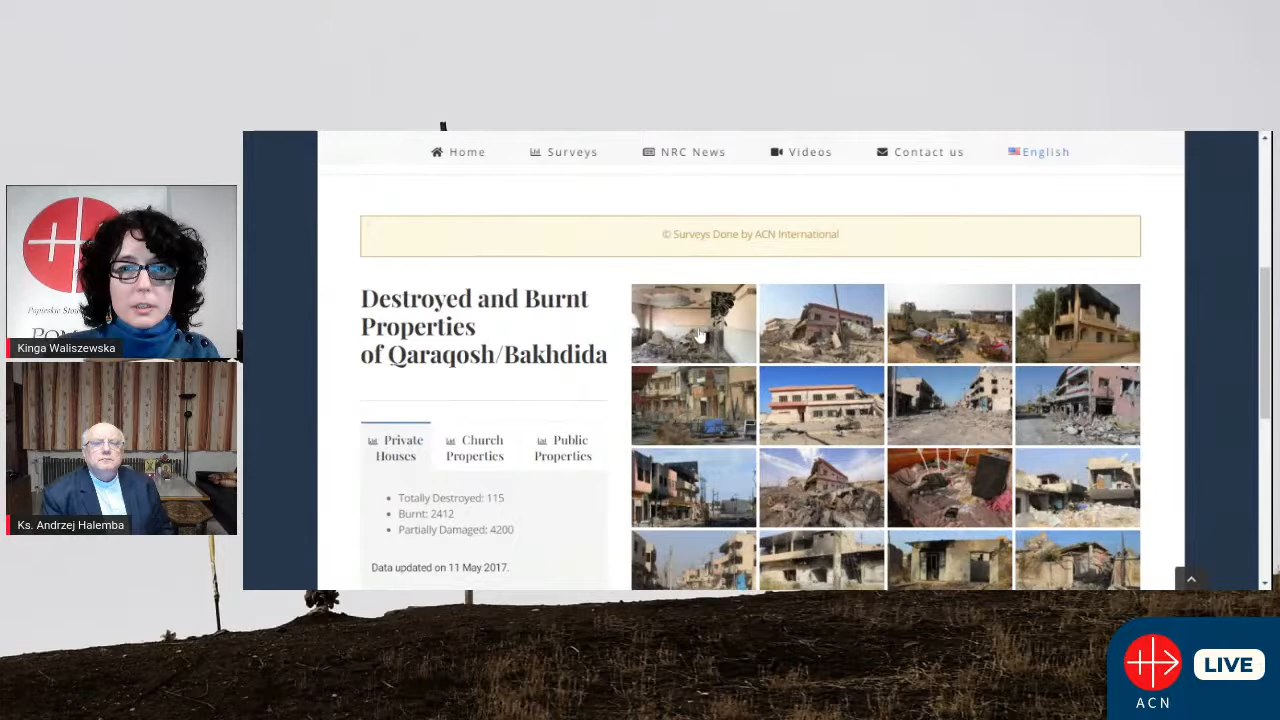 Home
Surveys
NRC News
Videos
Contact us
English
© Surveys Done by ACN International
Destroyed and Burnt
Properties
of Qaraqosh/Bakhdida
Private
Houses
Church
Properties
Public
Properties
Totally Destroyed: 115
Burnt: 2412
Partially Damaged: 4200
Data updated on 11 May 2017.
Papieskie
Kinga Waliszewska
Ks. Andrzej Halemba
ACN
LIVE